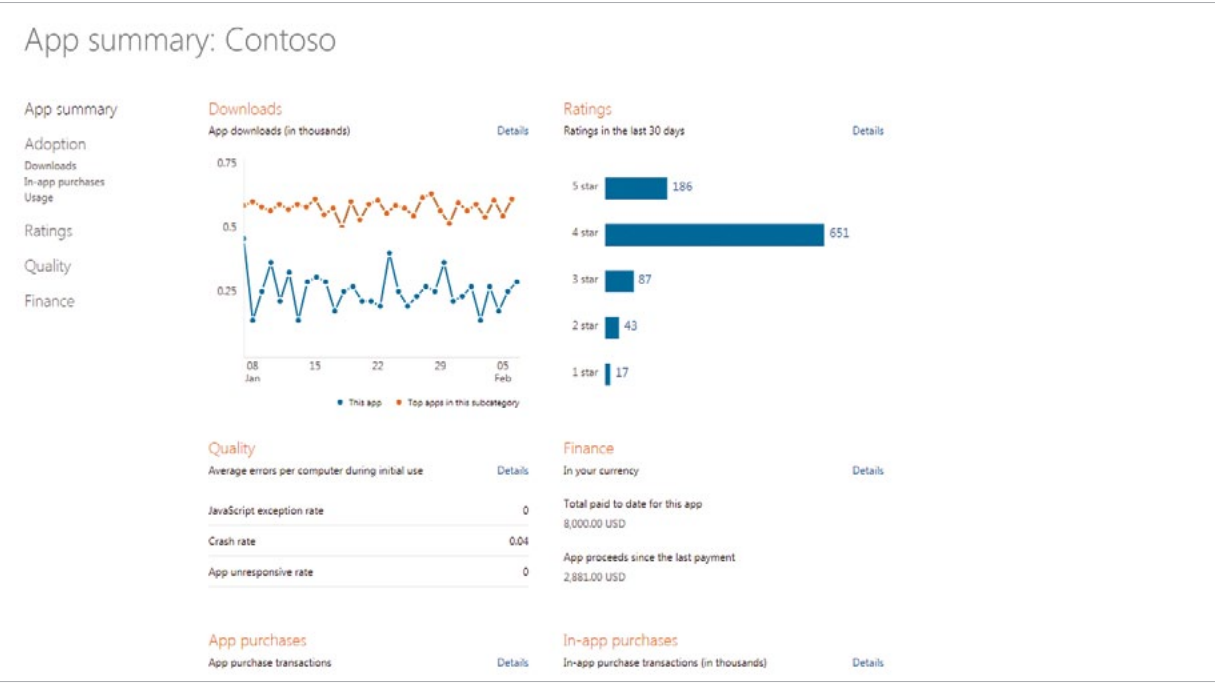 App summary: Contoso
App summary
Adoption
Downloads
In-app purchases
Usage
Ratings
Quality
Finance
Downloads
App downloads (in thousands)
Details
0.75
0.5
0.25
08
Jan
15
22
29
05
Feb
This app
Top apps in this subcategory
Ratings
Ratings in the last 30 days
Details
5 star 186
4 star 651
3 star 87
2 star 43
1 star 17
Quality
Average errors per computer during initial use
Details
JavaScript exception rate 0
Crash rate 0.04
App unresponsive rate 0
Finance
In your currency
Details
Total paid to date for this app
8,000.00 USD
App proceeds since the last payment
2,881.00 USD
App purchases
App purchase transactions
Details
In-app purchases
In-app purchase transactions (in thousands)
Details